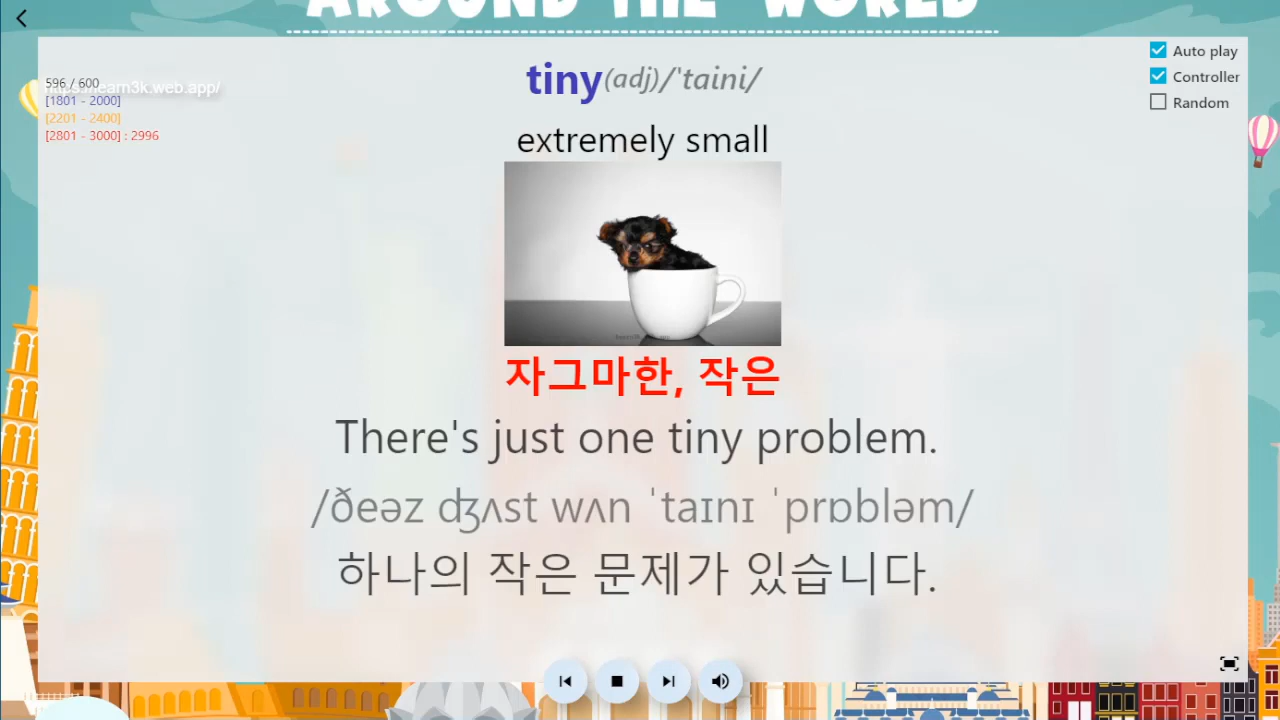 AROUND THE WORLD
596 / 600
https://learn3k.web.app/
[1801 - 2000]
[2201 - 2400]
[2801 - 3000] : 2996
Auto play
Controller
Random
tiny(adj)/'taini/
extremely small
자그마한, 작은
There's just one tiny problem.
/ðeəz ʤʌst wʌn ˈtaɪnɪ ˈprɒbləm/
하나의 작은 문제가 있습니다.